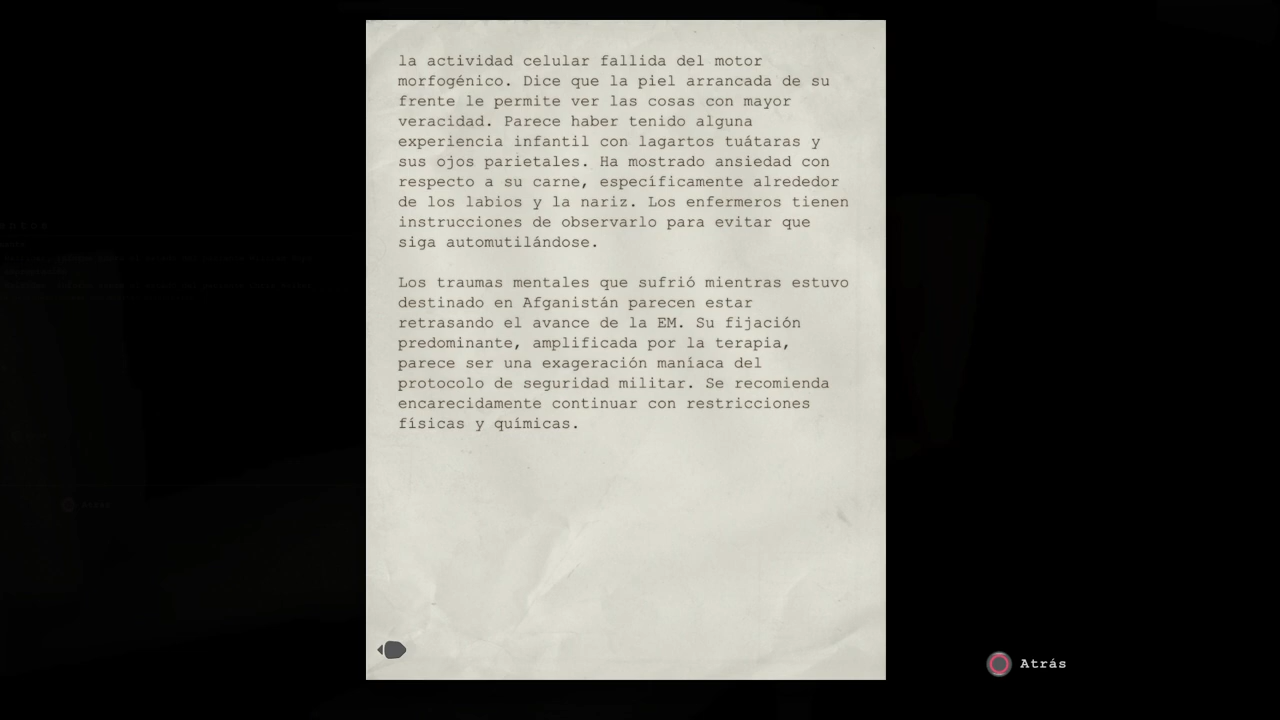 la actividad celular fallida del motor
morfogénico. Dice que la piel arrancada de su
frente le permite ver las cosas con mayor
veracidad. Parece haber tenido alguna
experiencia infantil con lagartos tuátaras y
sus ojos parietales. Ha mostrado ansiedad con
respecto a su carne, específicamente alrededor
de los labios y la nariz. Los enfermeros tienen
instrucciones de observarlo para evitar que
siga automutilándose.
Los traumas mentales que sufrió mientras estuvo
destinado en Afganistán parecen estar
retrasando el avance de la EM. Su fijación
predominante, amplificada por la terapia,
parece ser una exageración maníaca del
protocolo de seguridad militar. Se recomienda
encarecidamente continuar con restricciones
físicas y químicas.
Atrás